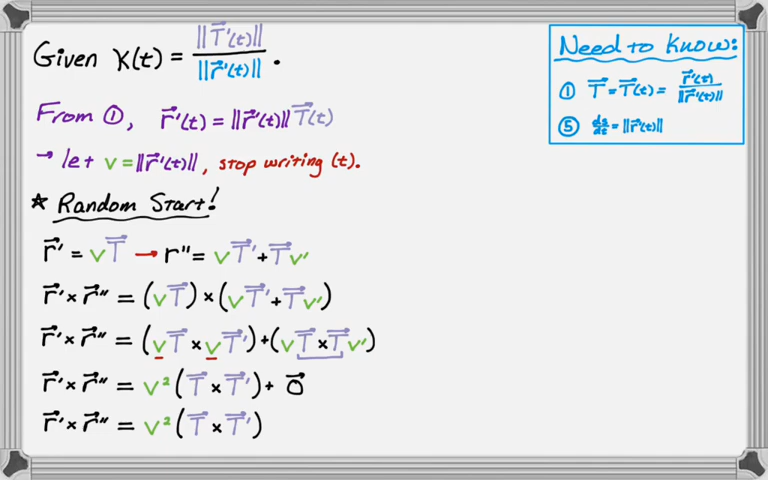 Given κ(t) = ||T⃗'(t)|| / ||r⃗'(t)|| .
From ①, r⃗'(t) = ||r⃗'(t)|| T⃗(t)
→ let v = ||r⃗'(t)||, stop writing (t).
* Random Start!
r⃗' = vT⃗ → r'' = vT⃗' + T⃗v'
r⃗' × r⃗'' = (vT⃗) × (vT⃗' + T⃗v')
r⃗' × r⃗'' = (vT⃗ × vT⃗') + (vT⃗ × T⃗v')
r⃗' × r⃗'' = v² (T⃗ × T⃗') + 0⃗
r⃗' × r⃗'' = v² (T⃗ × T⃗')
Need to Know:
① T⃗ = T⃗(t) = r⃗'(t) / ||r⃗'(t)||
⑤ ds/dt = ||r⃗'(t)||